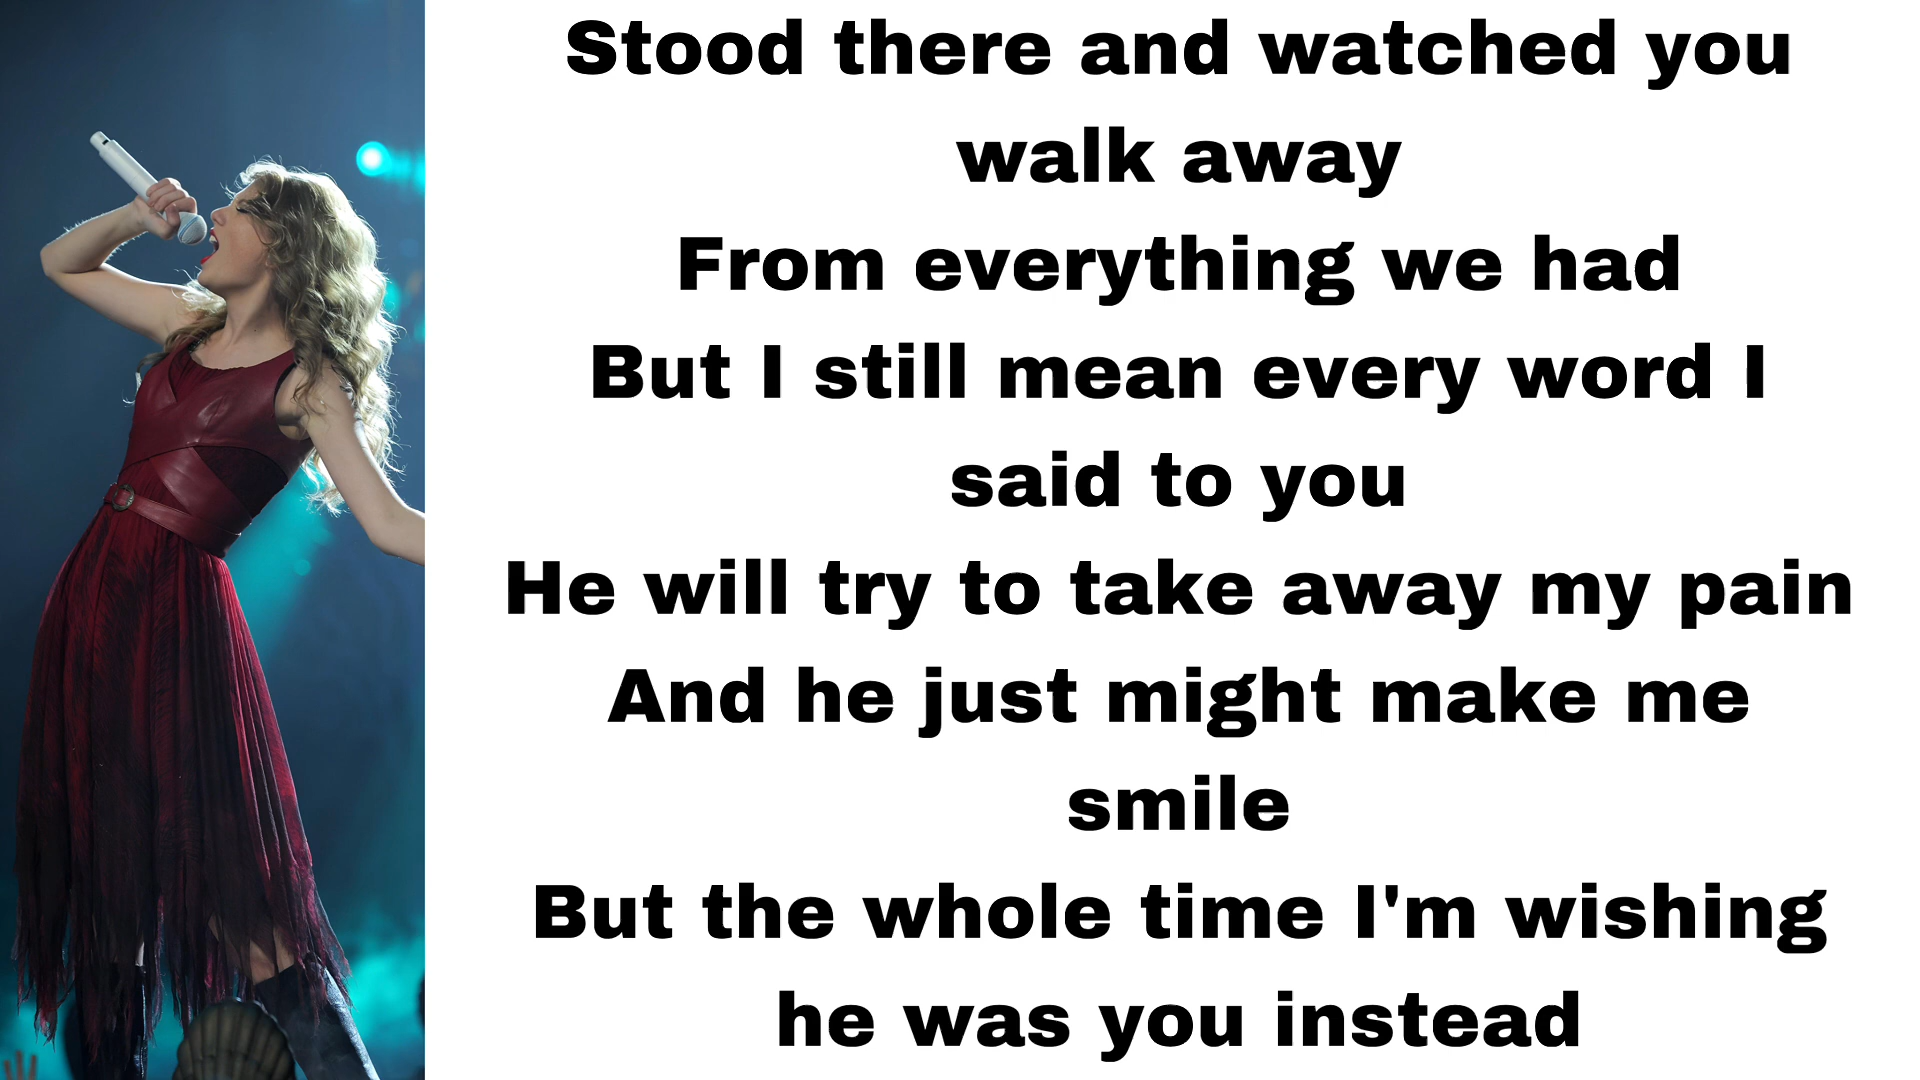 Stood there and watched you
walk away
From everything we had
But I still mean every word I
said to you
He will try to take away my pain
And he just might make me
smile
But the whole time I'm wishing
he was you instead